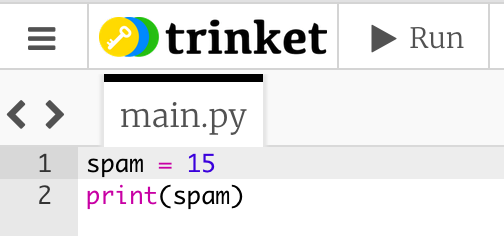 trinket Run
main.py
1 spam = 15
2 print(spam)